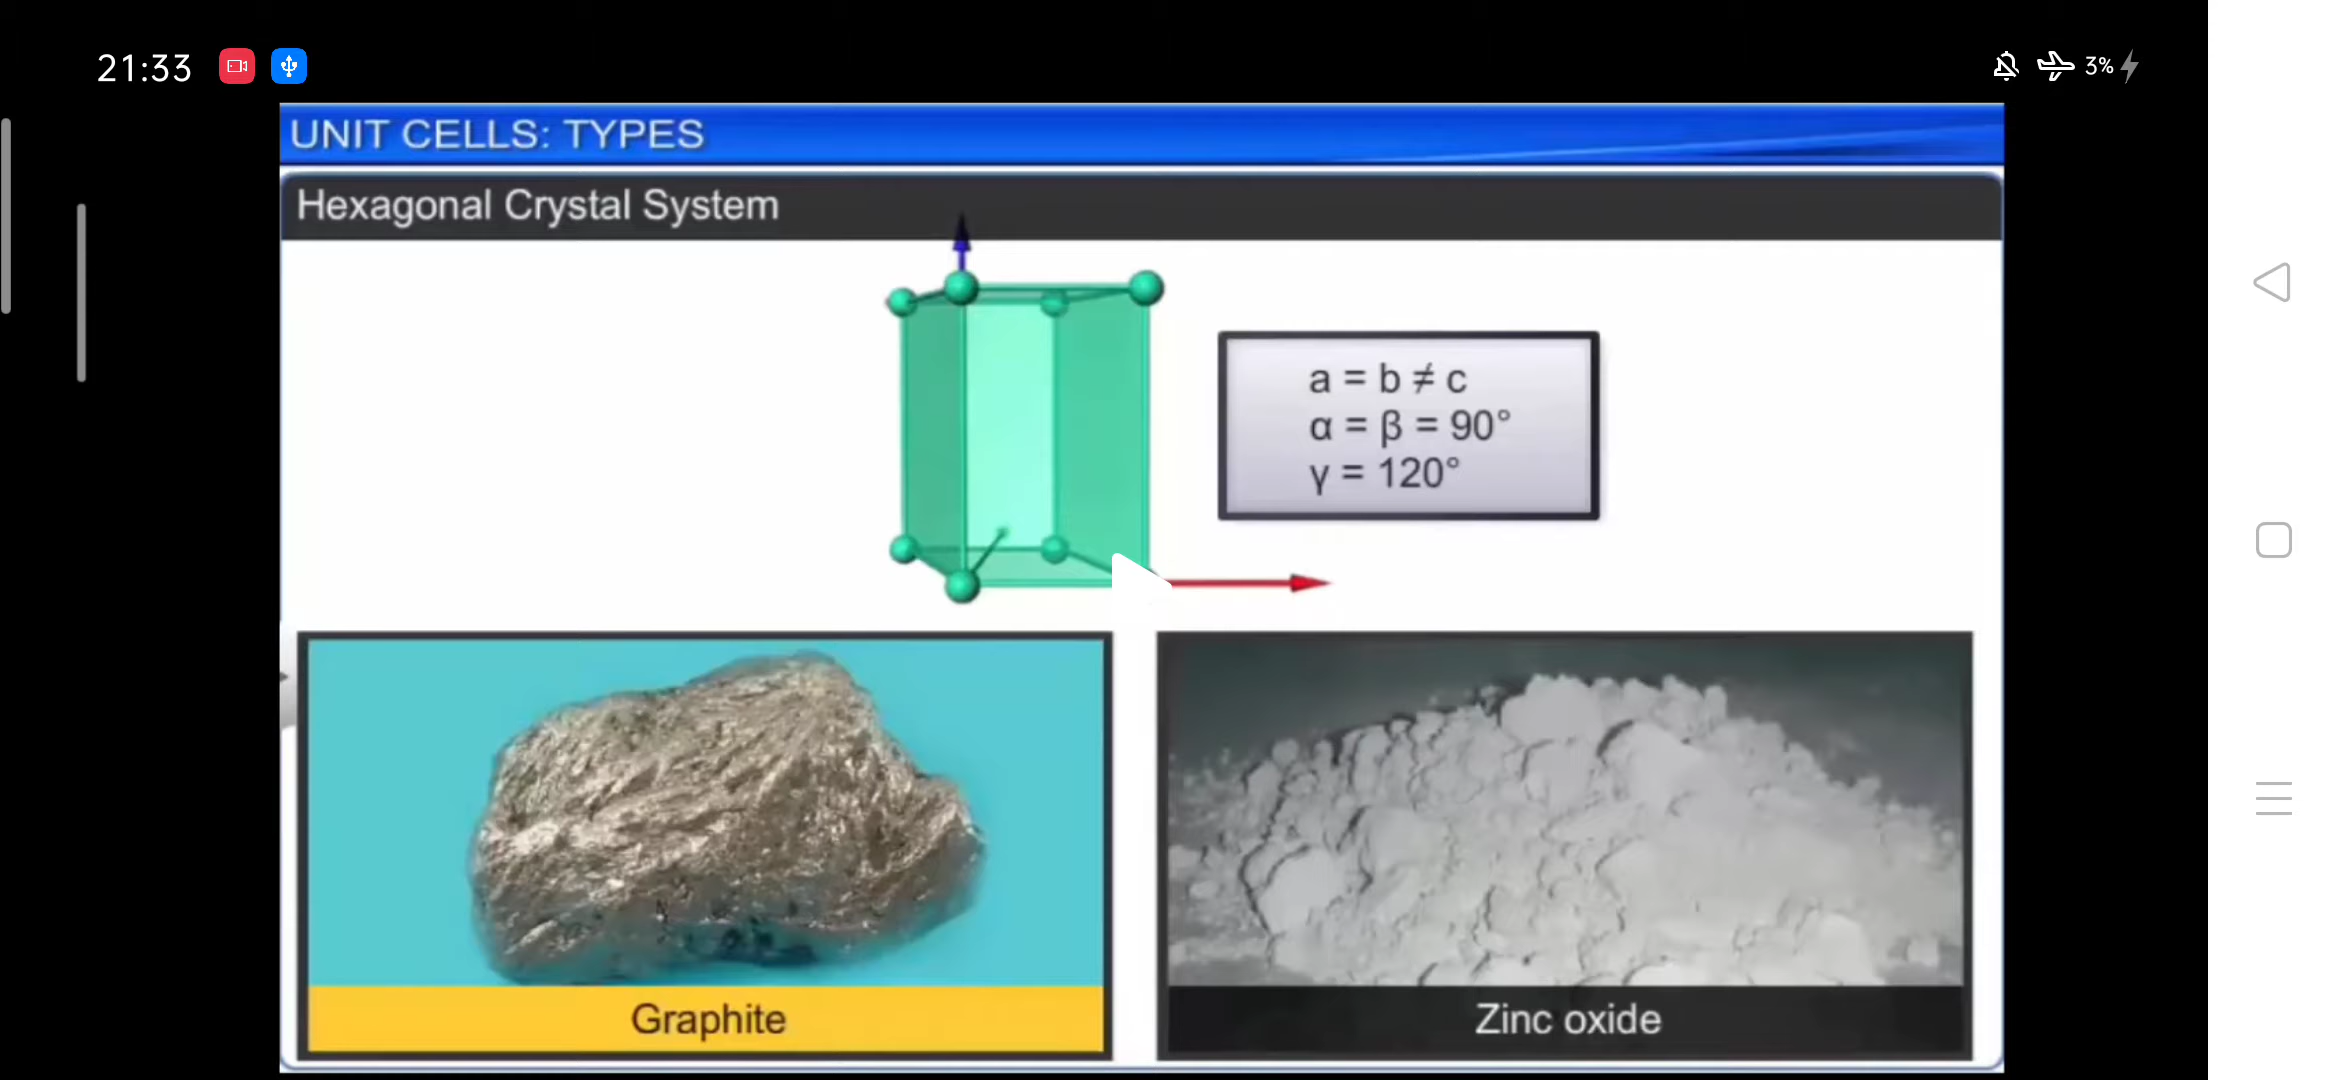 21:33
3%
UNIT CELLS: TYPES
Hexagonal Crystal System
a = b ≠ c
α = β = 90°
γ = 120°
Graphite
Zinc oxide